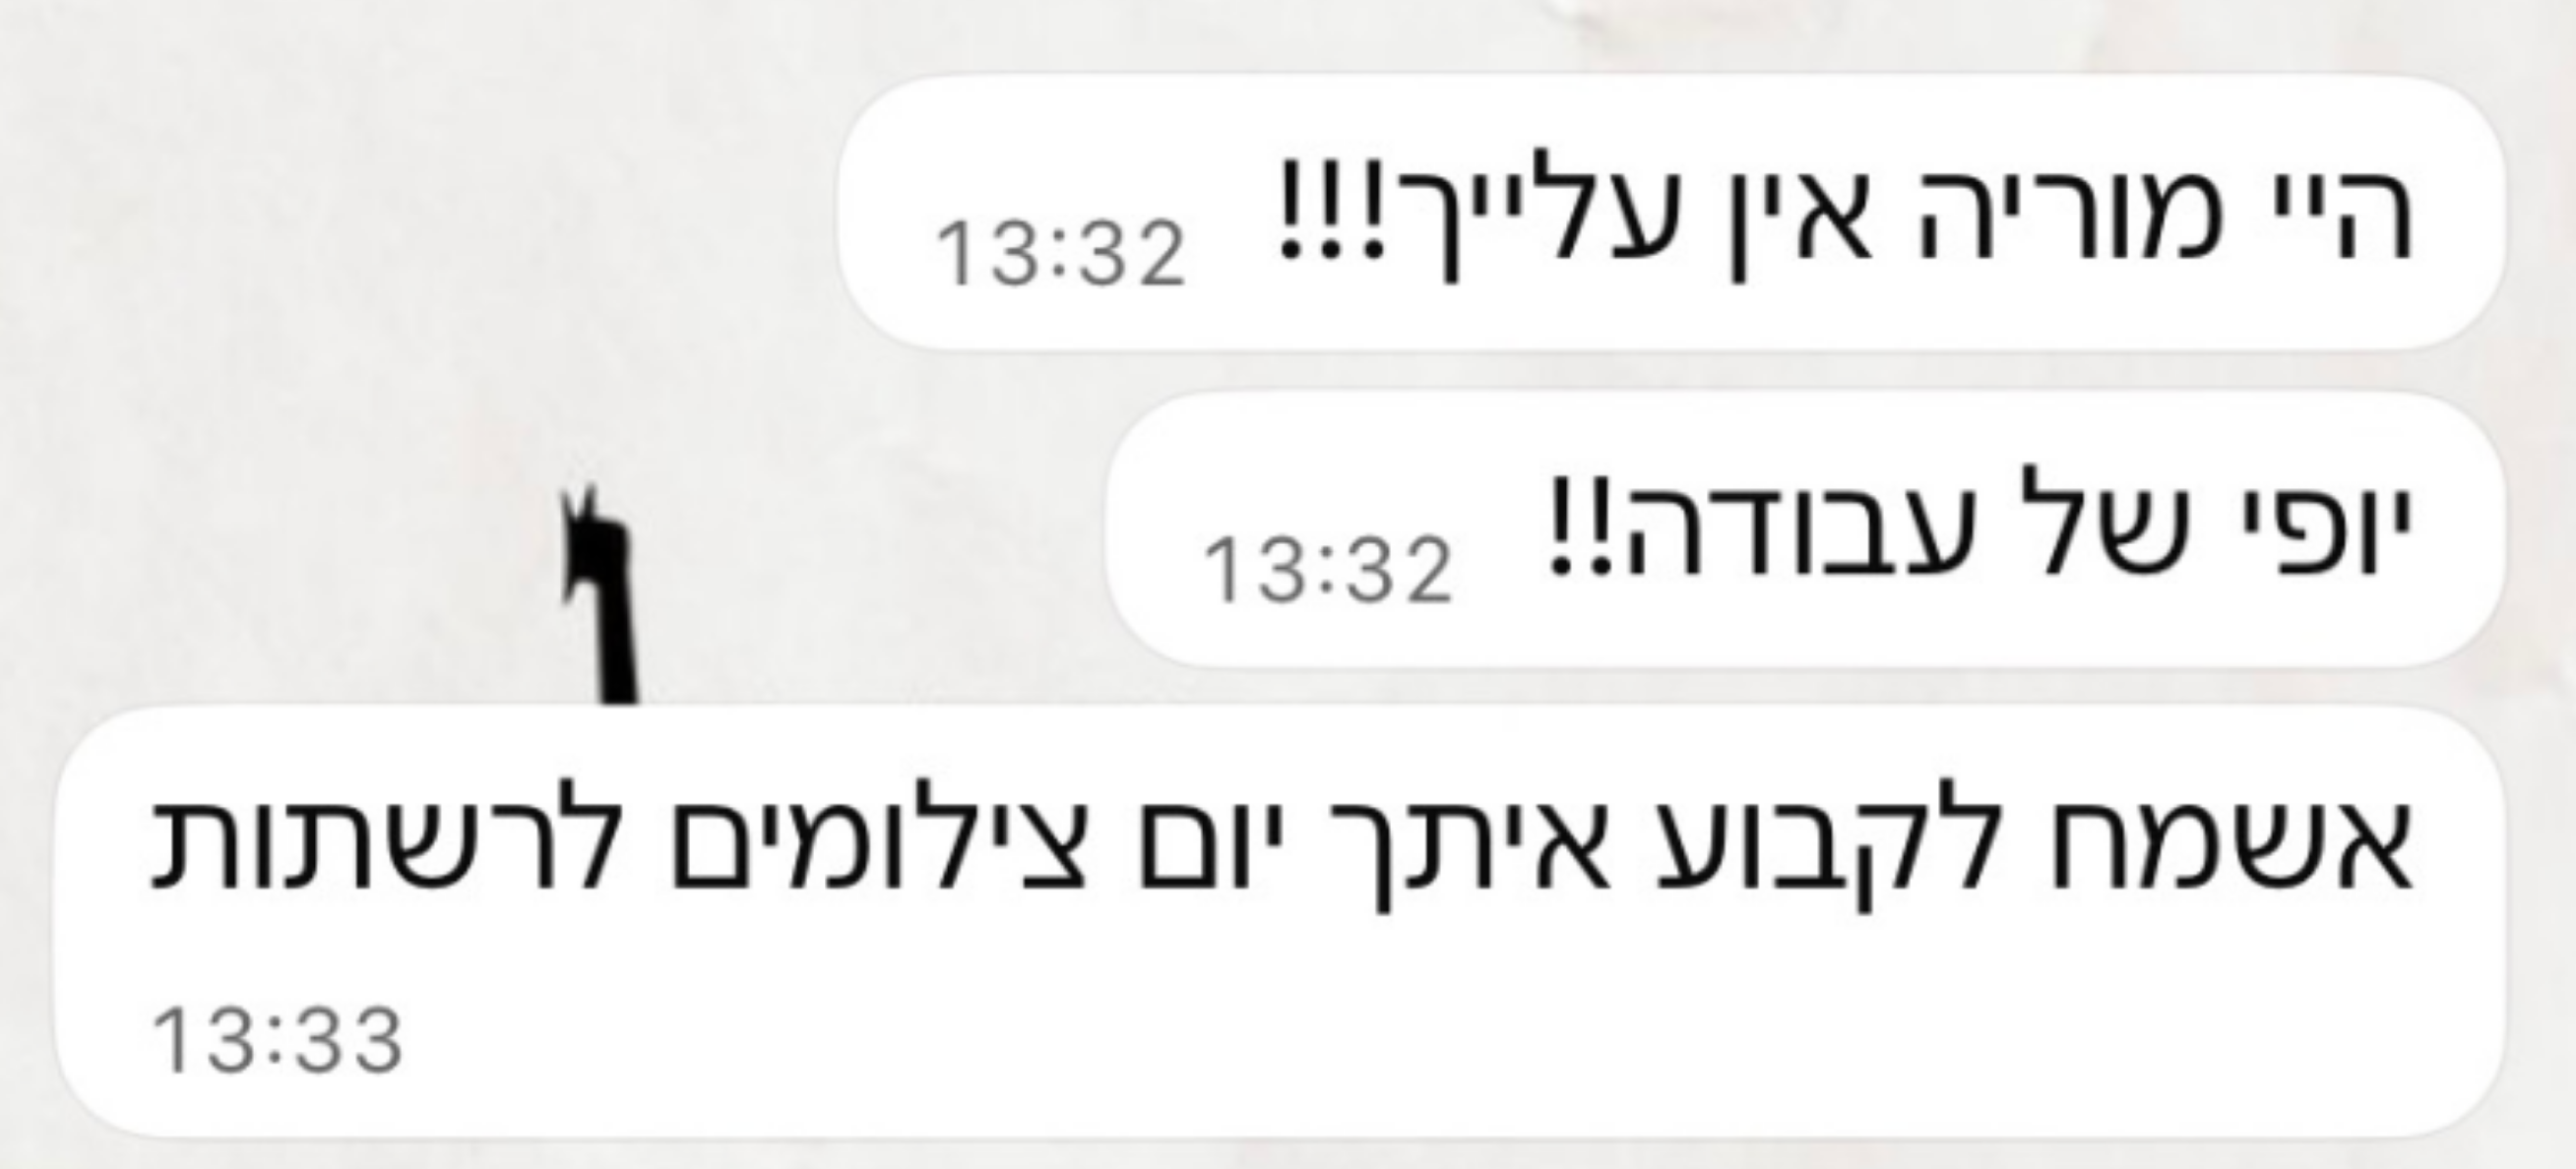 היי מוריה אין עלייך!!!
13:32
יופי של עבודה!!
13:32
אשמח לקבוע איתך יום צילומים לרשתות
13:33